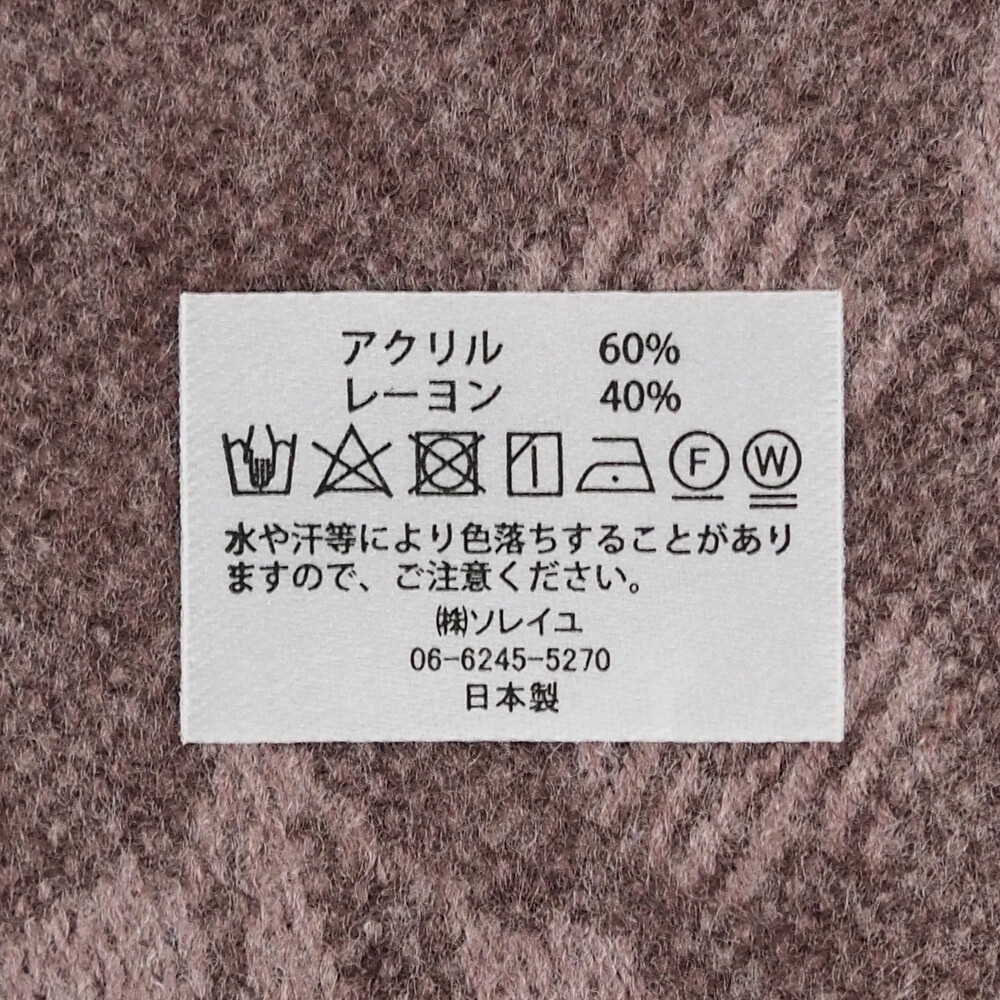 アクリル 60%
レーヨン 40%
F W
水や汗等により色落ちすることがあり
ますので、ご注意ください。
㈱ソレイユ
06-6245-5270
日本製